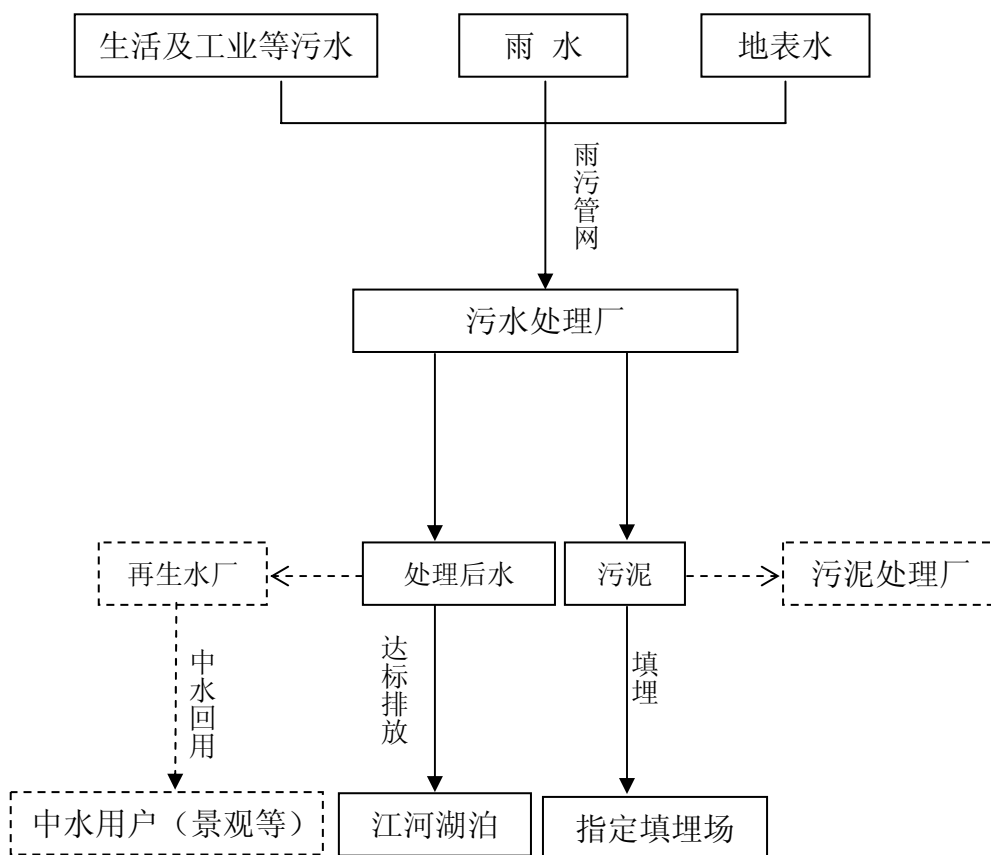 生活及工业等污水
雨 水
地表水
雨污管网
污水处理厂
再生水厂
处理后水
污泥
污泥处理厂
中水回用
达标排放
填埋
中水用户（景观等）
江河湖泊
指定填埋场